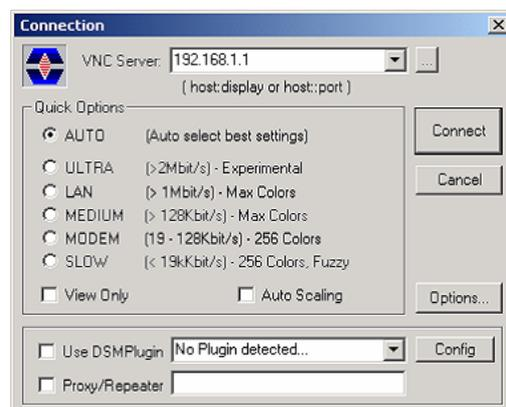 Connection
VNC Server: 192.168.1.1 ...
( host:display or host::port )
Quick Options
AUTO (Auto select best settings)
Connect
ULTRA (>2Mbit/s) - Experimental
Cancel
LAN (> 1Mbit/s) - Max Colors
MEDIUM (> 128Kbit/s) - Max Colors
MODEM (19 - 128Kbit/s) - 256 Colors
SLOW (< 19kKbit/s) - 256 Colors, Fuzzy
View Only Auto Scaling Options...
Use DSMPlugin No Plugin detected... Config
Proxy/Repeater